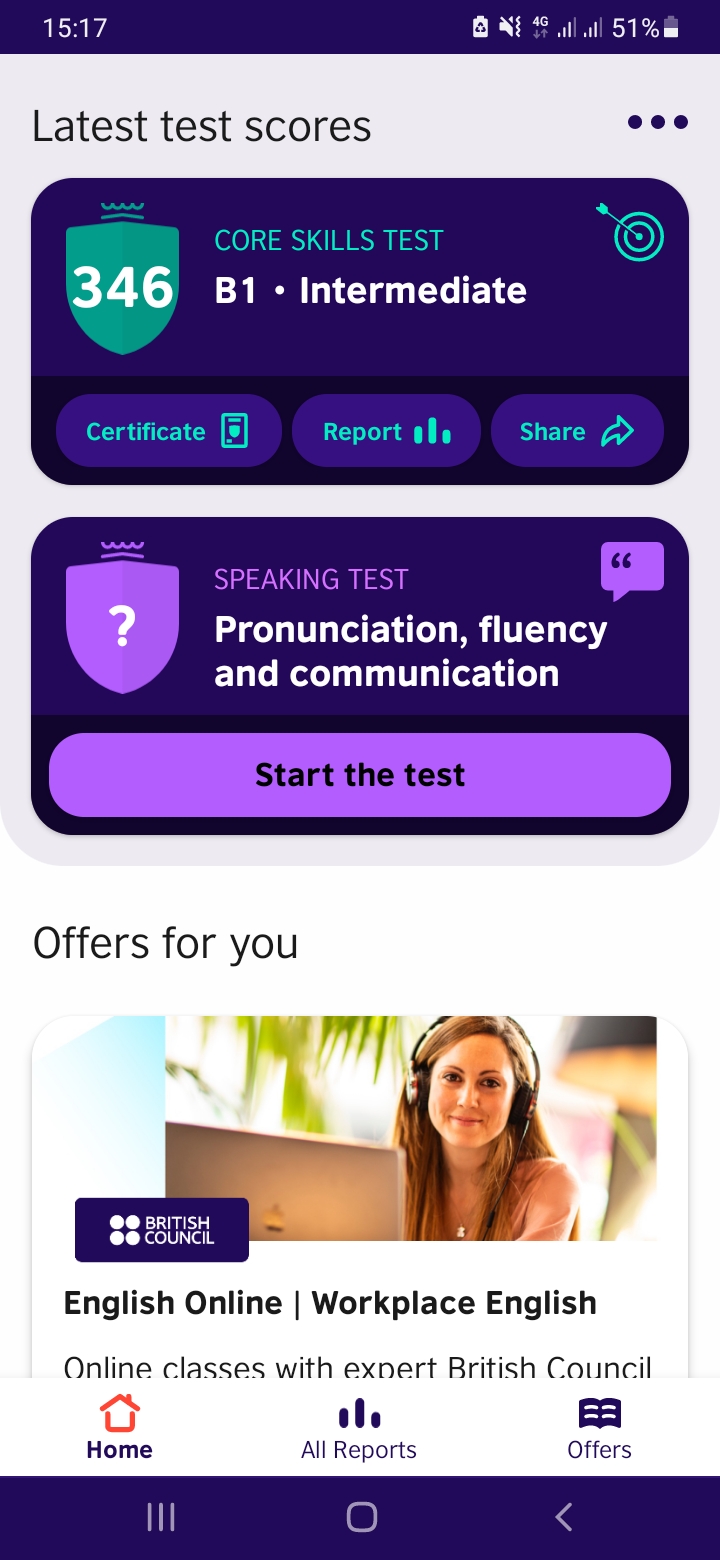 15:17
4G
51%
Latest test scores
346
CORE SKILLS TEST
B1 • Intermediate
Certificate
Report
Share
?
SPEAKING TEST
“
Pronunciation, fluency
and communication
Start the test
Offers for you
BRITISH
COUNCIL
English Online | Workplace English
Online classes with expert British Council
Home
All Reports
Offers